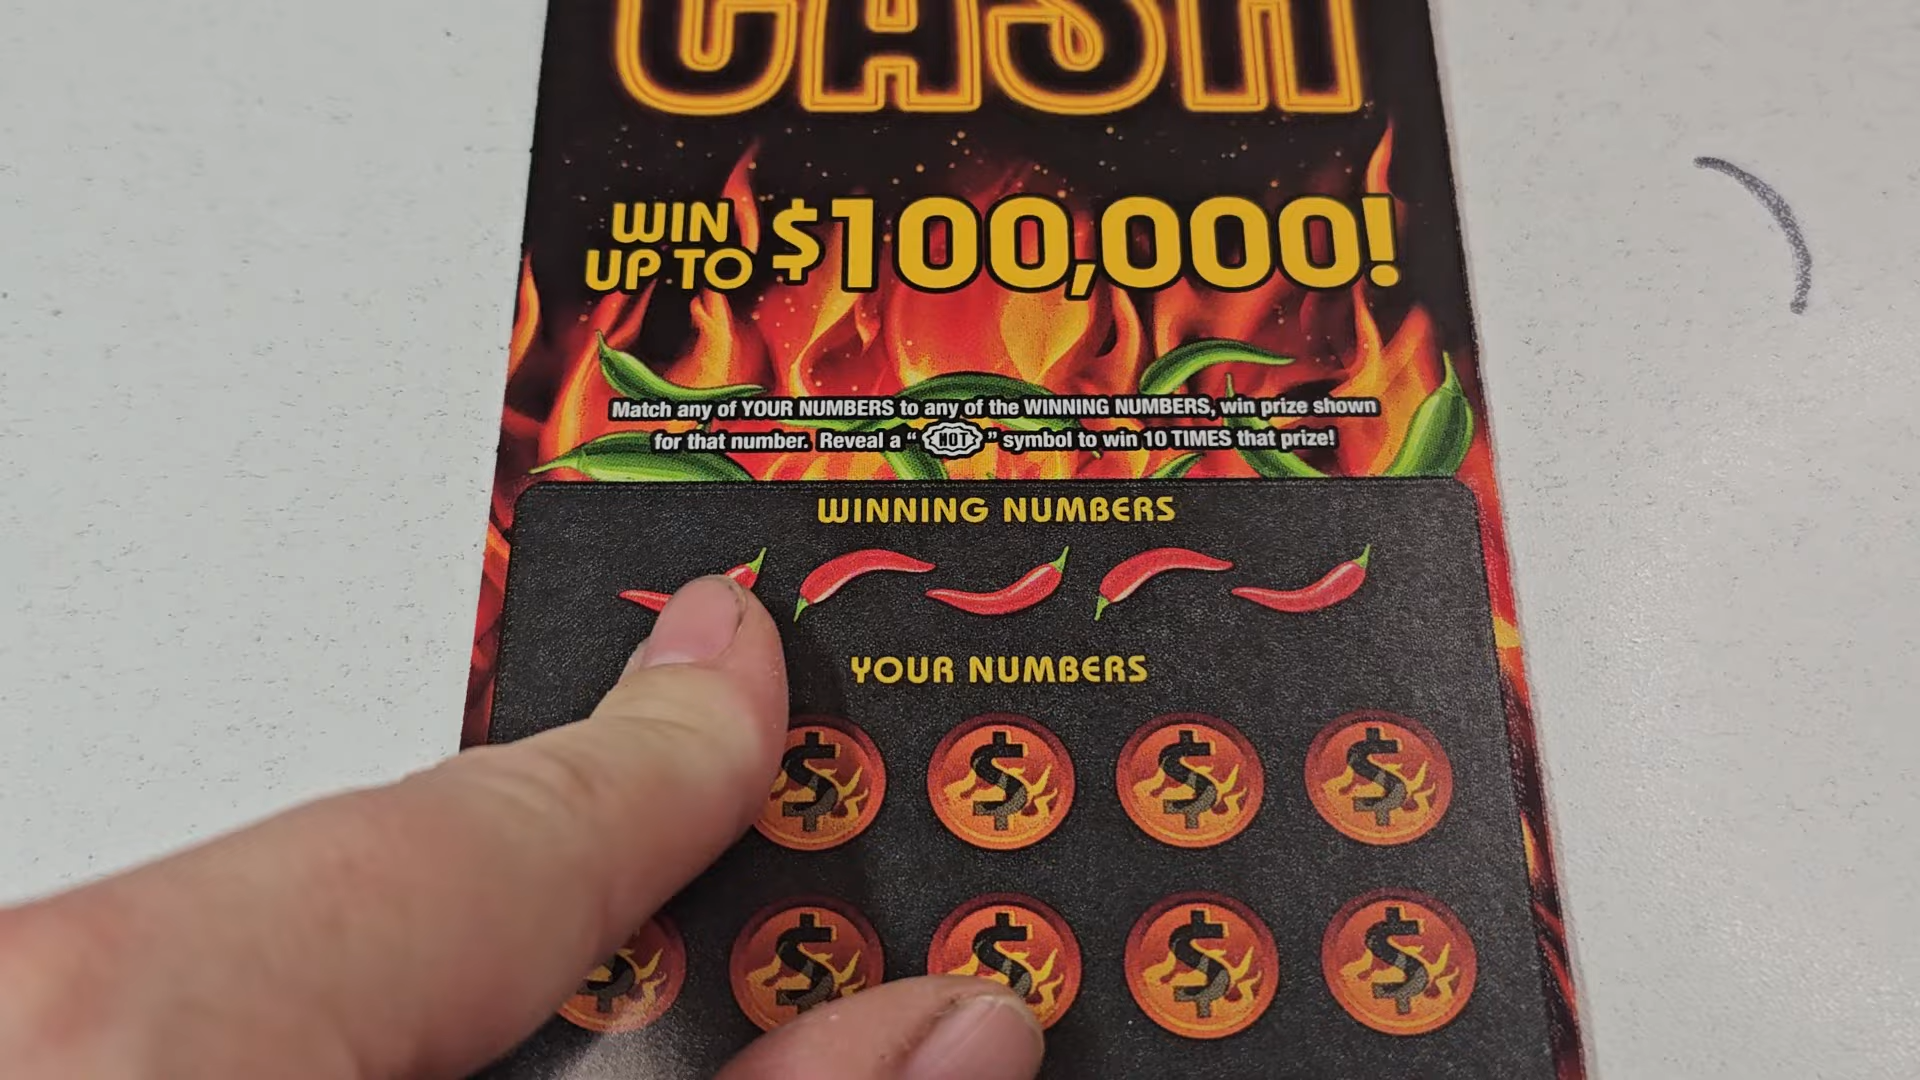 CASH
WIN
UP TO $100,000!
Match any of YOUR NUMBERS to any of the WINNING NUMBERS, win prize shown
for that number. Reveal a "HOT" symbol to win 10 TIMES that prize!
WINNING NUMBERS
YOUR NUMBERS
$ $ $ $
$ $ $ $ $